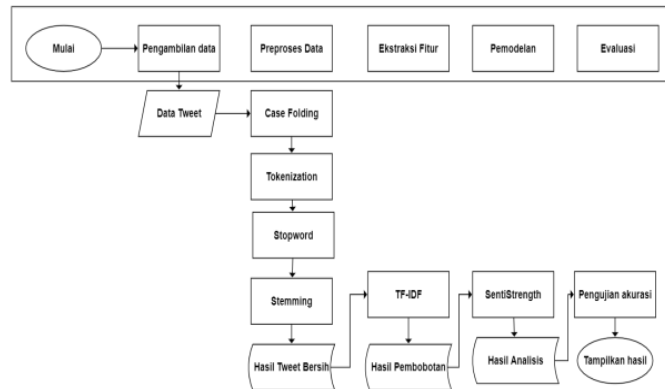 Mulai
Pengambilan data
Preproses Data
Ekstraksi Fitur
Pemodelan
Evaluasi
Data Tweet
Case Folding
Tokenization
Stopword
Stemming
TF-IDF
SentiStrength
Pengujian akurasi
Hasil Tweet Bersih
Hasil Pembobotan
Hasil Analisis
Tampilkan hasil